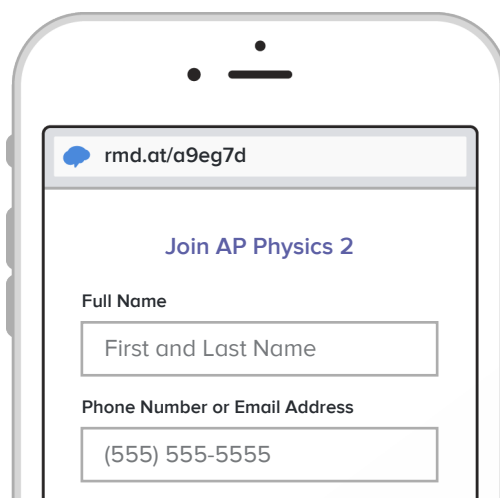 rmd.at/a9eg7d
Join AP Physics 2
Full Name
First and Last Name
Phone Number or Email Address
(555) 555-5555